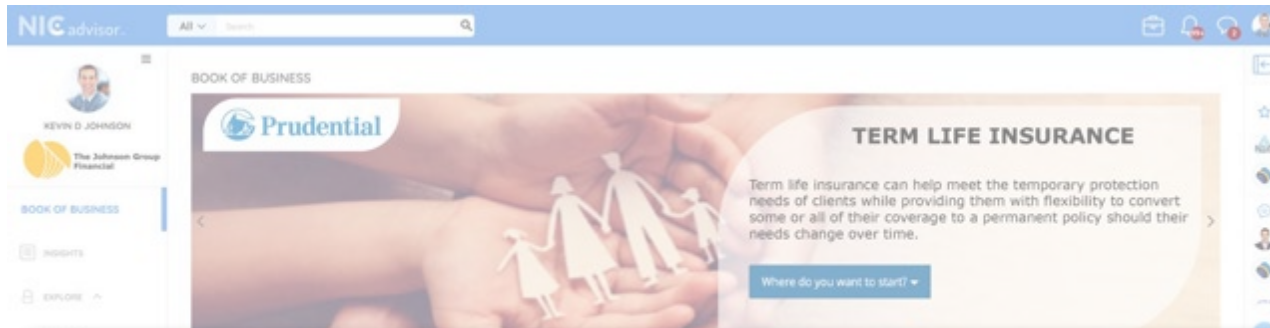 NIC advisor.
All
Search
BOOK OF BUSINESS
KEVIN D JOHNSON
The Johnson Group
Financial
BOOK OF BUSINESS
INSIGHTS
EXPLORE
Prudential
TERM LIFE INSURANCE
Term life insurance can help meet the temporary protection
needs of clients while providing them with flexibility to convert
some or all of their coverage to a permanent policy should their
needs change over time.
Where do you want to start?